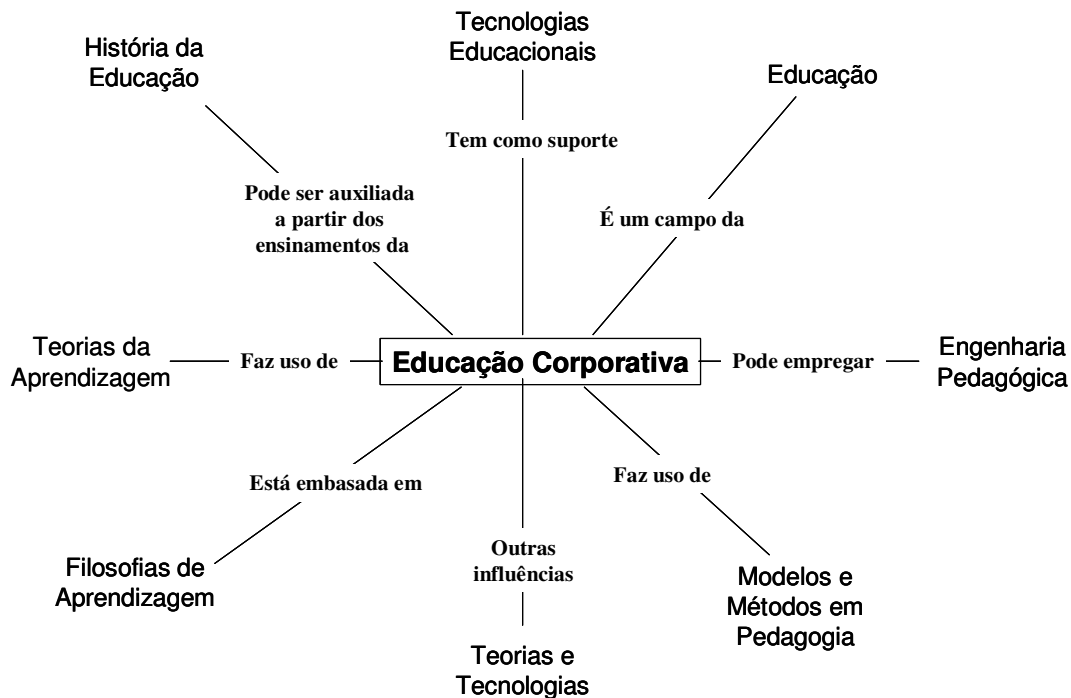 Tecnologias
Educacionais
História da
Educação
Educação
Tem como suporte
Pode ser auxiliada
a partir dos
ensinamentos da
É um campo da
Teorias da
Aprendizagem
Faz uso de
Educação Corporativa
Pode empregar
Engenharia
Pedagógica
Está embasada em
Faz uso de
Outras
influências
Filosofias de
Aprendizagem
Modelos e
Métodos em
Pedagogia
Teorias e
Tecnologias